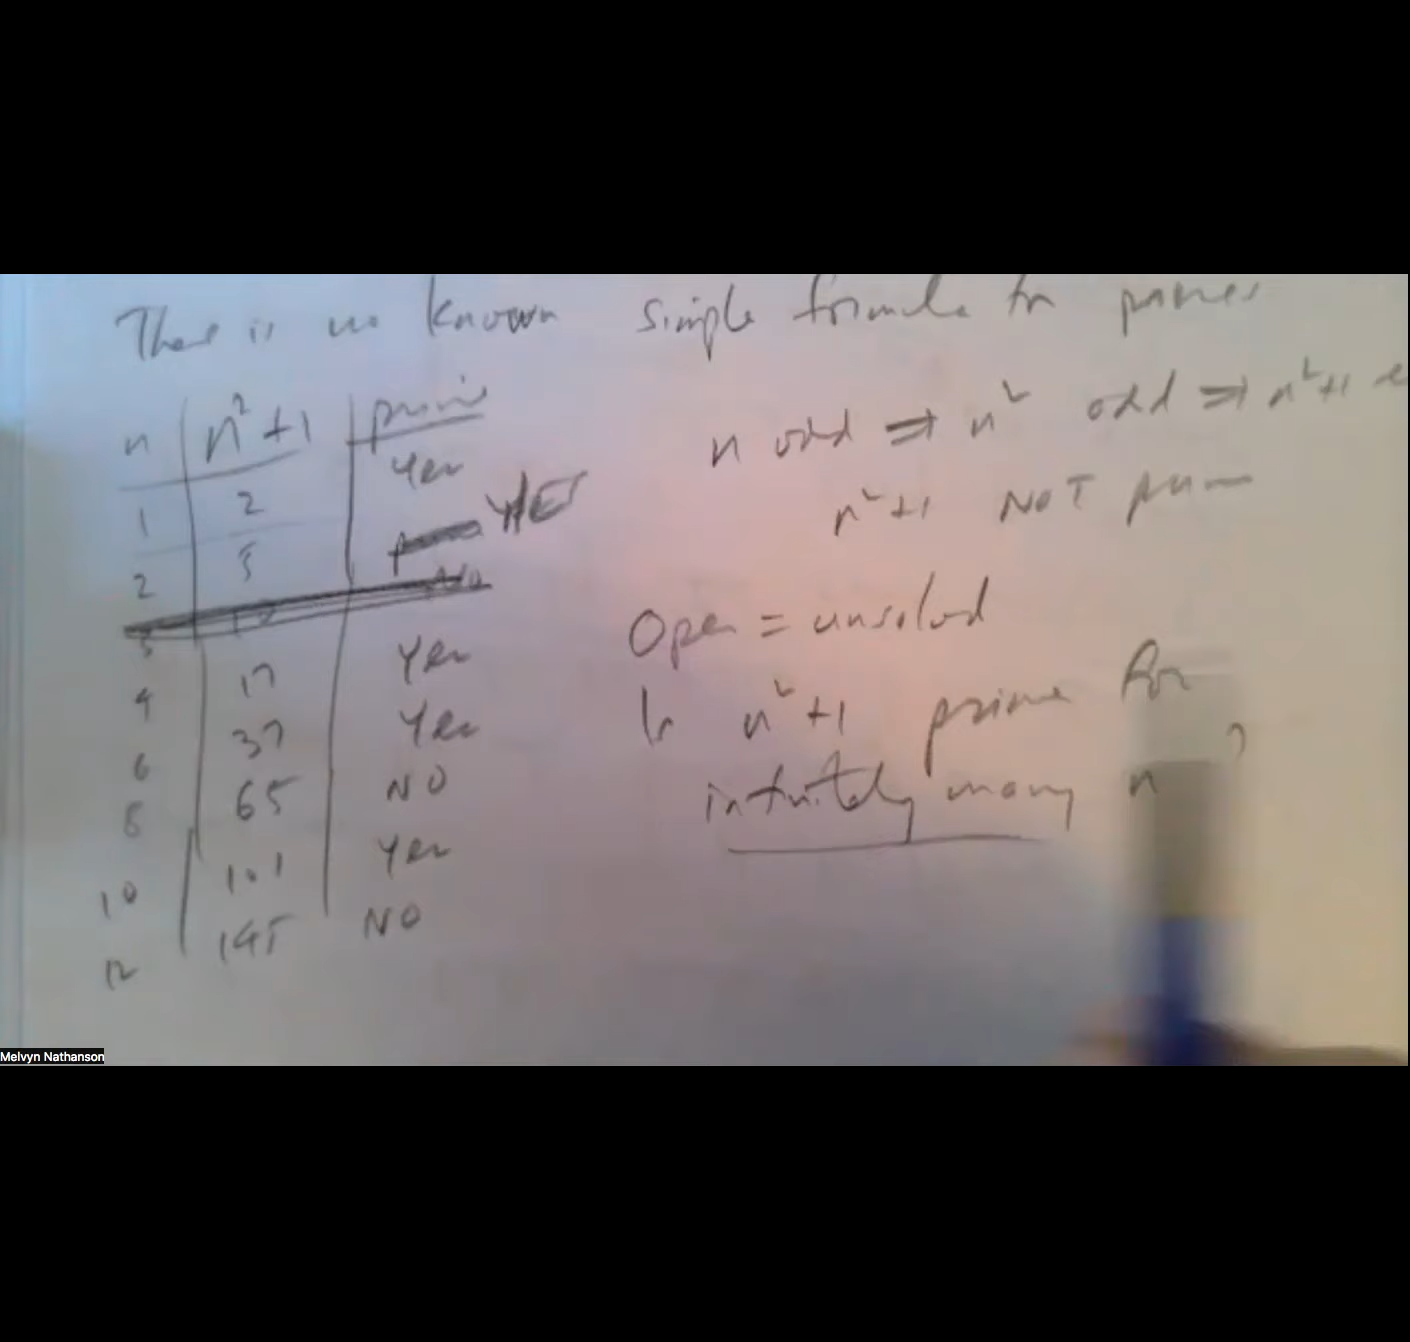 There is no known simple formula for primes
n | n²+1 | prime
1 | 2 | Yes
2 | 5 | YES
3 | 10 | NO
4 | 17 | Yes
6 | 37 | Yes
8 | 65 | NO
10 | 101 | Yes
12 | 145 | NO
n odd ⇒ n² odd ⇒ n²+1 e
n²+1 NOT prime
Open = unsolved
Is n²+1 prime for
infinitely many n ?
Melvyn Nathanson